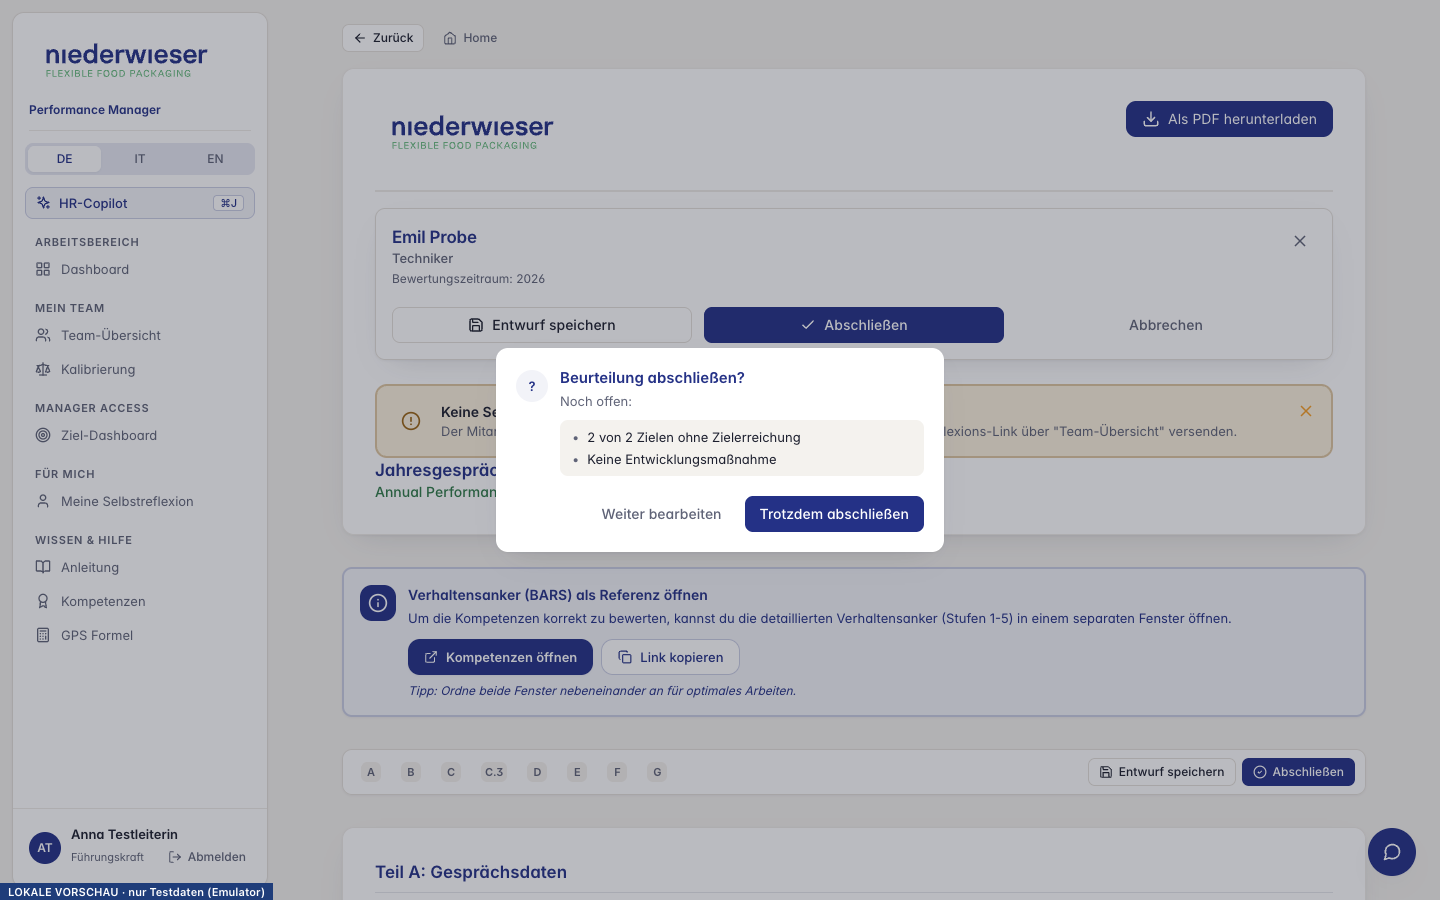 niederwieser
FLEXIBLE FOOD PACKAGING
Performance Manager
DE
IT
EN
HR-Copilot
⌘J
ARBEITSBEREICH
Dashboard
MEIN TEAM
Team-Übersicht
Kalibrierung
MANAGER ACCESS
Ziel-Dashboard
FÜR MICH
Meine Selbstreflexion
WISSEN & HILFE
Anleitung
Kompetenzen
GPS Formel
AT
Anna Testleiterin
Führungskraft
Abmelden
LOKALE VORSCHAU · nur Testdaten (Emulator)
Zurück
Home
niederwieser
FLEXIBLE FOOD PACKAGING
Als PDF herunterladen
Emil Probe
Techniker
Bewertungszeitraum: 2026
Entwurf speichern
Abschließen
Abbrechen
Keine Se
Der Mitar
lexions-Link über "Team-Übersicht" versenden.
Jahresgespräc
Annual Performan
?
Beurteilung abschließen?
Noch offen:
• 2 von 2 Zielen ohne Zielerreichung
• Keine Entwicklungsmaßnahme
Weiter bearbeiten
Trotzdem abschließen
Verhaltensanker (BARS) als Referenz öffnen
Um die Kompetenzen korrekt zu bewerten, kannst du die detaillierten Verhaltensanker (Stufen 1-5) in einem separaten Fenster öffnen.
Kompetenzen öffnen
Link kopieren
Tipp: Ordne beide Fenster nebeneinander an für optimales Arbeiten.
A
B
C
C.3
D
E
F
G
Entwurf speichern
Abschließen
Teil A: Gesprächsdaten